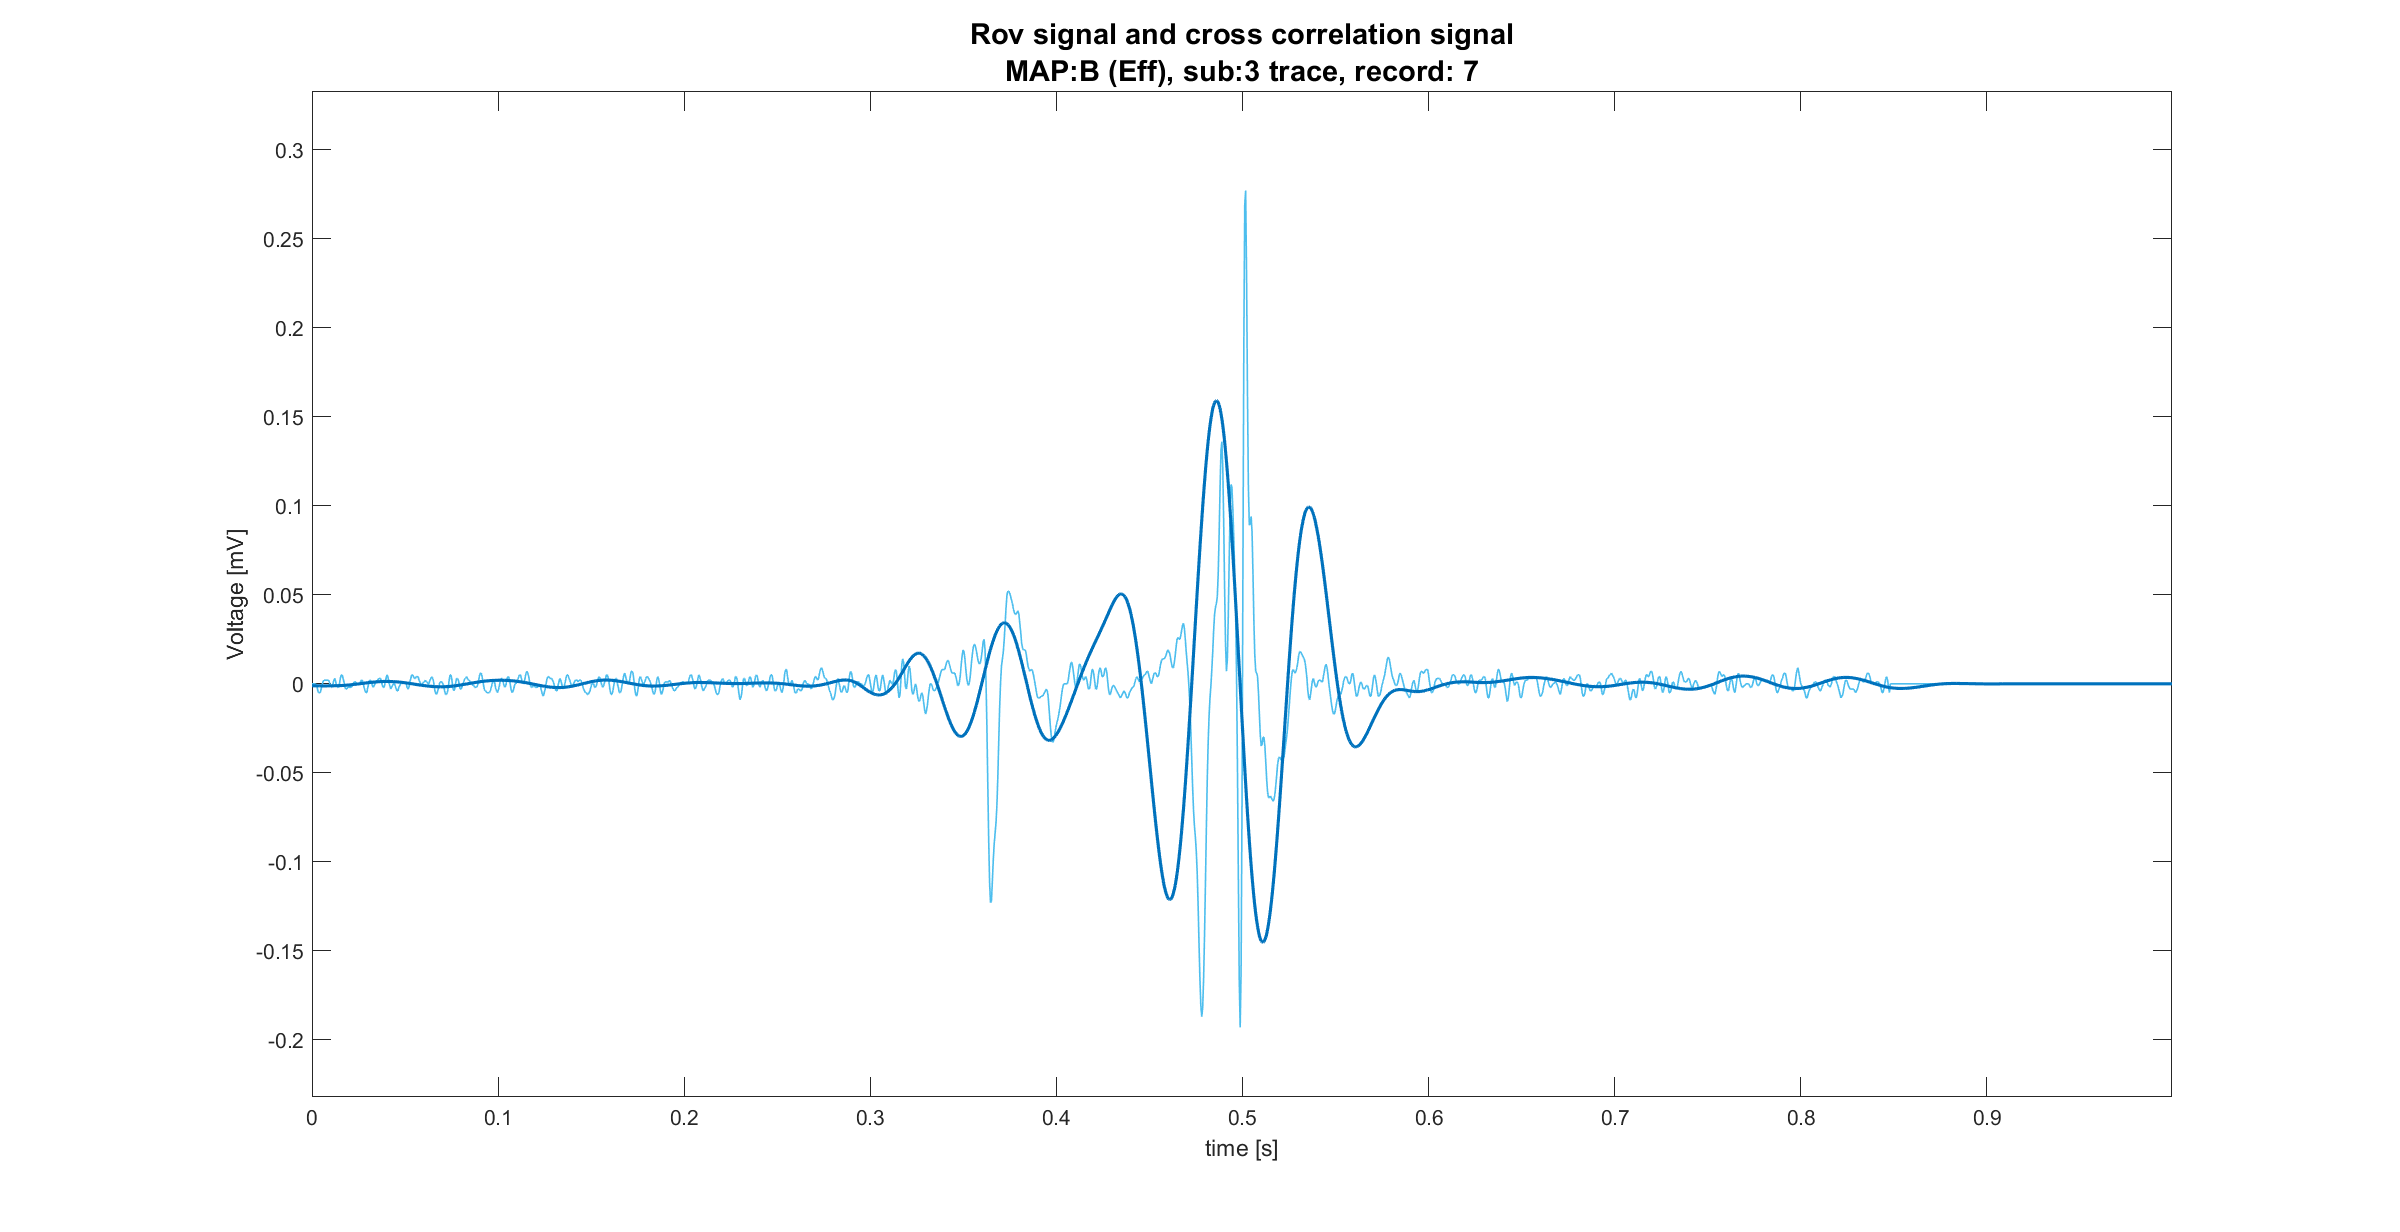 Rov signal and cross correlation signal
MAP:B (Eff), sub:3 trace, record: 7
0.3
0.25
0.2
0.15
0.1
0.05
0
-0.05
-0.1
-0.15
-0.2
Voltage [mV]
0 0.1 0.2 0.3 0.4 0.5 0.6 0.7 0.8 0.9
time [s]